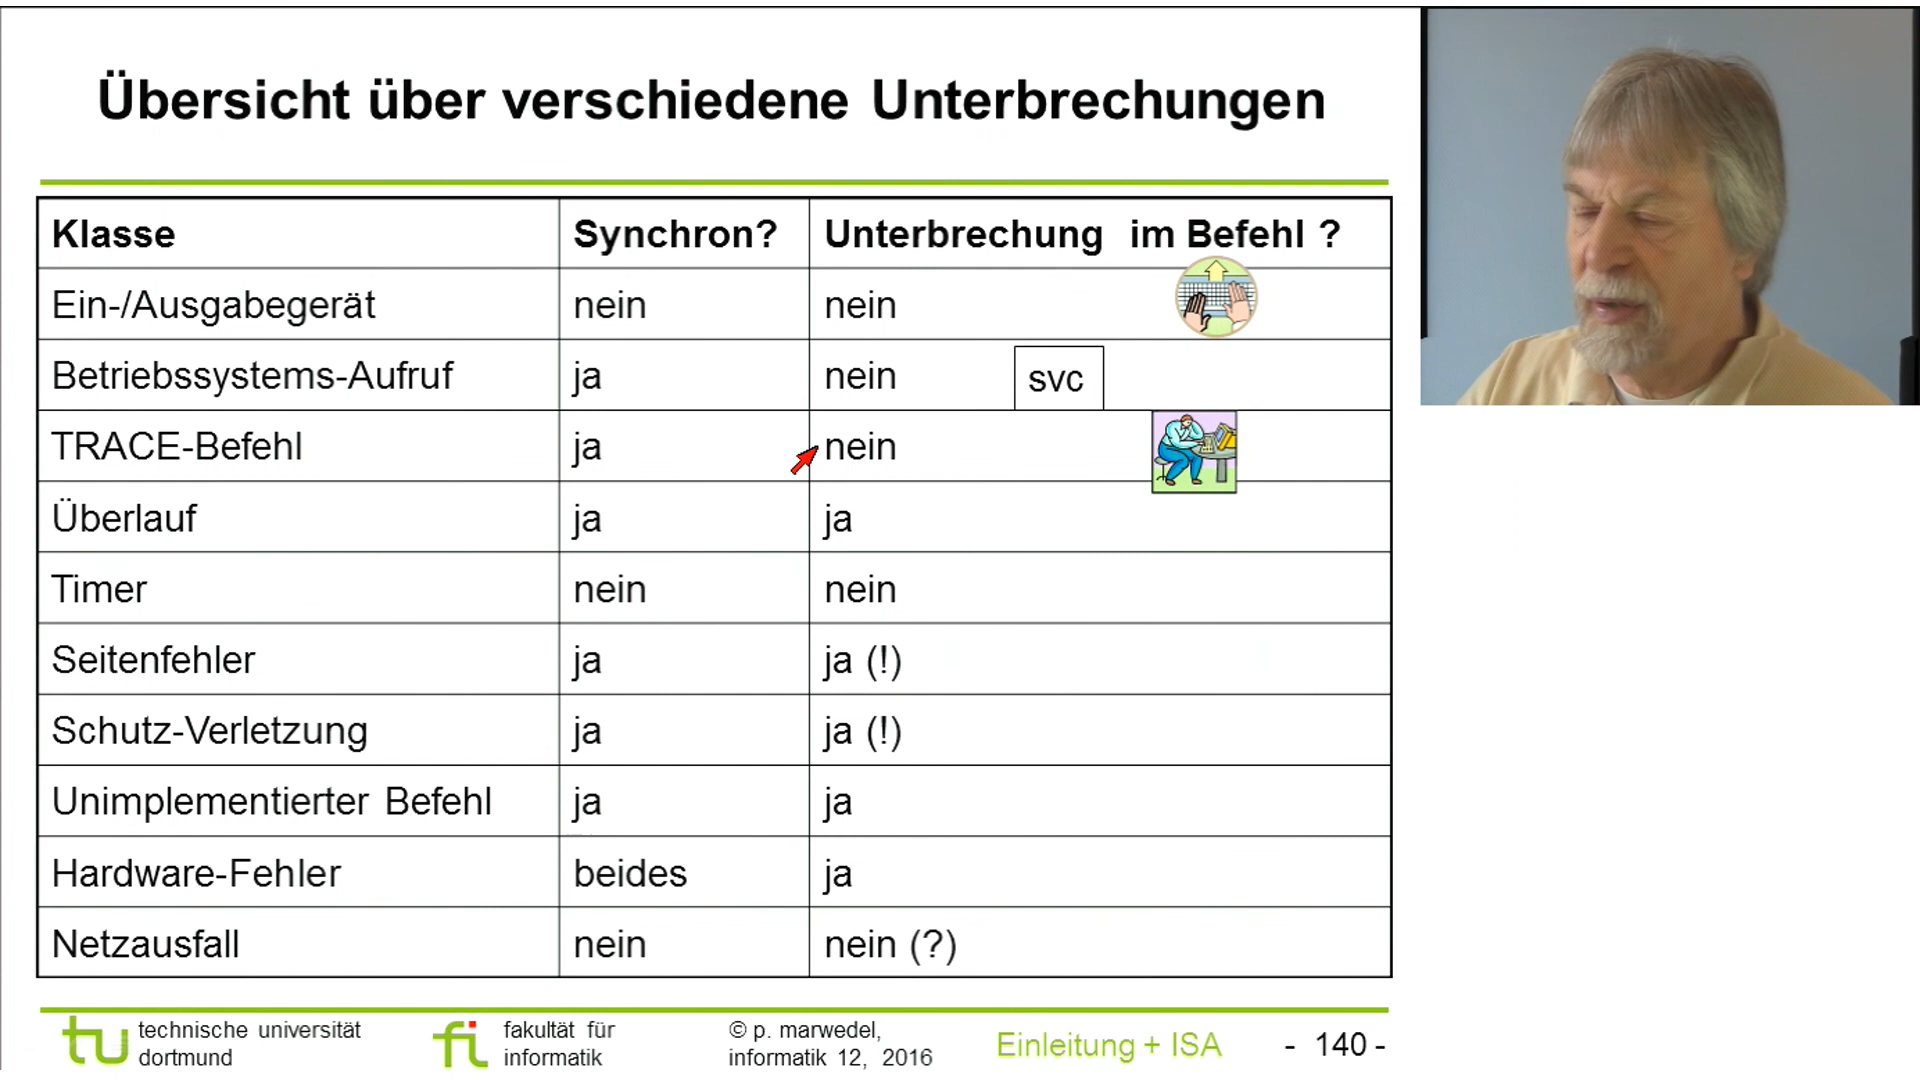 Übersicht über verschiedene Unterbrechungen
Klasse Synchron? Unterbrechung im Befehl ?
Ein-/Ausgabegerät nein nein
Betriebssystems-Aufruf ja nein svc
TRACE-Befehl ja nein
Überlauf ja ja
Timer nein nein
Seitenfehler ja ja (!)
Schutz-Verletzung ja ja (!)
Unimplementierter Befehl ja ja
Hardware-Fehler beides ja
Netzausfall nein nein (?)
tu technische universität
dortmund
fi fakultät für
informatik
© p. marwedel,
informatik 12, 2016
Einleitung + ISA
- 140 -